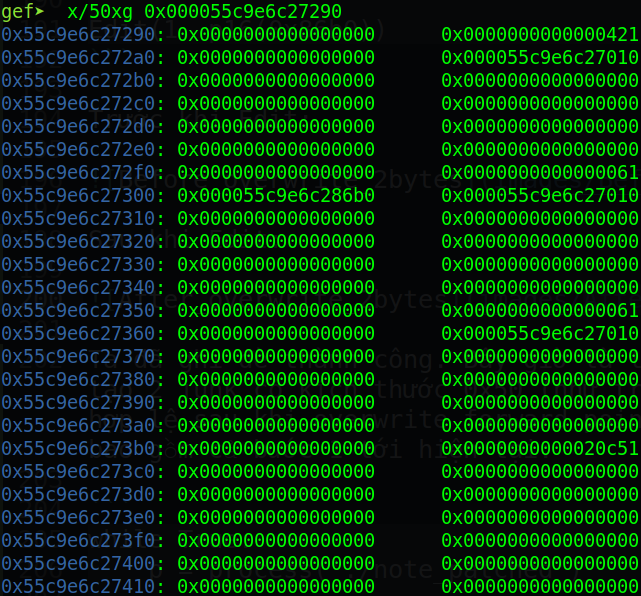 gef➤  x/50xg 0x000055c9e6c27290
0x55c9e6c27290: 0x0000000000000000 0x0000000000000421
0x55c9e6c272a0: 0x0000000000000000 0x000055c9e6c27010
0x55c9e6c272b0: 0x0000000000000000 0x0000000000000000
0x55c9e6c272c0: 0x0000000000000000 0x0000000000000000
0x55c9e6c272d0: 0x0000000000000000 0x0000000000000000
0x55c9e6c272e0: 0x0000000000000000 0x0000000000000000
0x55c9e6c272f0: 0x0000000000000000 0x0000000000000061
0x55c9e6c27300: 0x000055c9e6c286b0 0x000055c9e6c27010
0x55c9e6c27310: 0x0000000000000000 0x0000000000000000
0x55c9e6c27320: 0x0000000000000000 0x0000000000000000
0x55c9e6c27330: 0x0000000000000000 0x0000000000000000
0x55c9e6c27340: 0x0000000000000000 0x0000000000000000
0x55c9e6c27350: 0x0000000000000000 0x0000000000000061
0x55c9e6c27360: 0x0000000000000000 0x000055c9e6c27010
0x55c9e6c27370: 0x0000000000000000 0x0000000000000000
0x55c9e6c27380: 0x0000000000000000 0x0000000000000000
0x55c9e6c27390: 0x0000000000000000 0x0000000000000000
0x55c9e6c273a0: 0x0000000000000000 0x0000000000000000
0x55c9e6c273b0: 0x0000000000000000 0x0000000000020c51
0x55c9e6c273c0: 0x0000000000000000 0x0000000000000000
0x55c9e6c273d0: 0x0000000000000000 0x0000000000000000
0x55c9e6c273e0: 0x0000000000000000 0x0000000000000000
0x55c9e6c273f0: 0x0000000000000000 0x0000000000000000
0x55c9e6c27400: 0x0000000000000000 0x0000000000000000
0x55c9e6c27410: 0x0000000000000000 0x0000000000000000